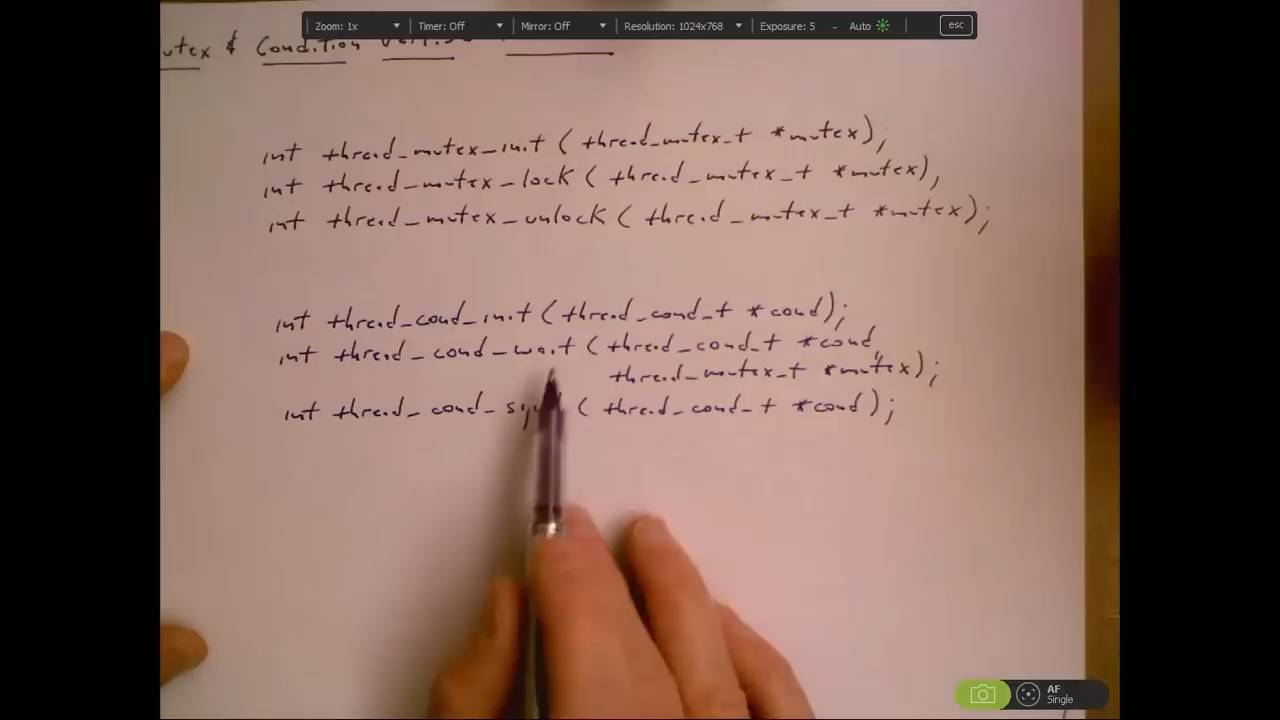 Zoom: 1x Timer: Off Mirror: Off Resolution: 1024x768 Exposure: 5 - Auto esc
& Condition
int thread_mutex_init ( thread_mutex_t *mutex);
int thread_mutex_lock ( thread_mutex_t *mutex),
int thread_mutex_unlock ( thread_mutex_t *mutex);
int thread_cond_init (thread_cond_t *cond);
int thread_cond_wait ( thread_cond_t *cond,
thread_mutex_t *mutex);
int thread_cond_ ( thread_cond_t *cond );
AF
Single